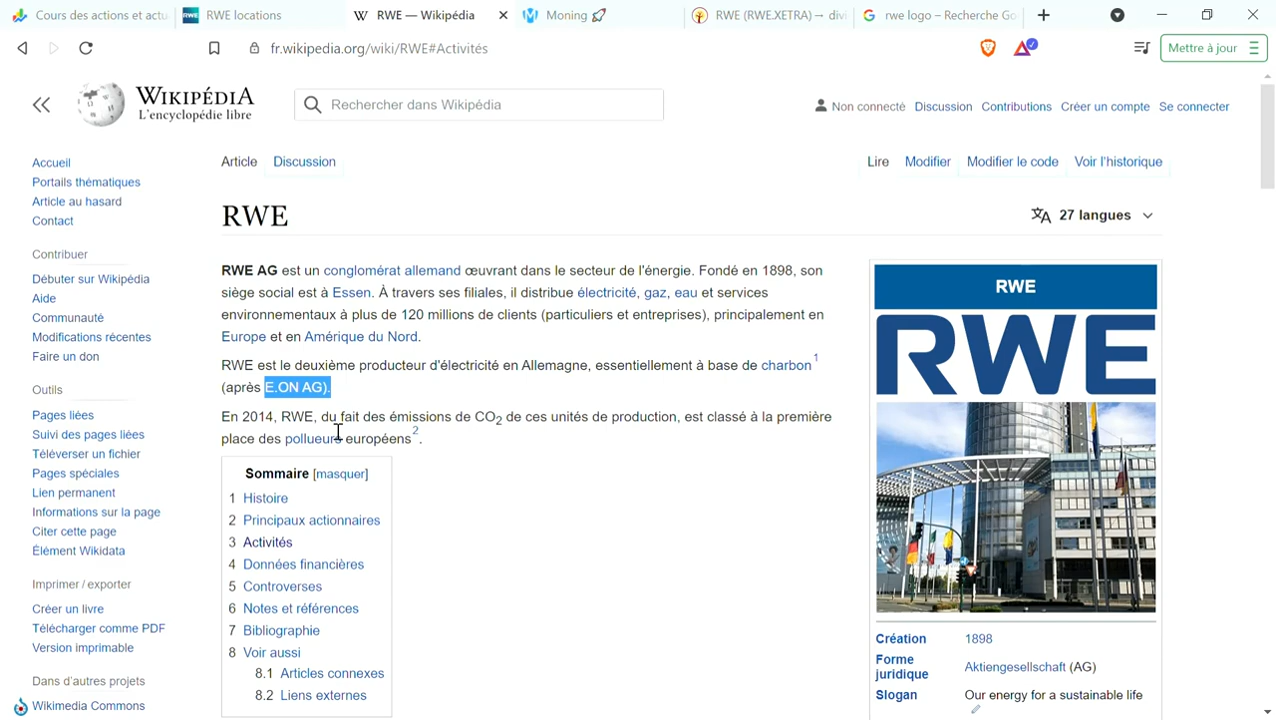 Cours des actions et actu
RWE locations
RWE — Wikipédia
Moning
RWE (RWE.XETRA) → divi
rwe logo – Recherche Go
fr.wikipedia.org/wiki/RWE#Activités
Mettre à jour
WIKIPÉDIA
L'encyclopédie libre
Rechercher dans Wikipédia
Non connecté
Discussion
Contributions
Créer un compte
Se connecter
Accueil
Portails thématiques
Article au hasard
Contact
Contribuer
Débuter sur Wikipédia
Aide
Communauté
Modifications récentes
Faire un don
Outils
Pages liées
Suivi des pages liées
Téléverser un fichier
Pages spéciales
Lien permanent
Informations sur la page
Citer cette page
Élément Wikidata
Imprimer / exporter
Créer un livre
Télécharger comme PDF
Version imprimable
Dans d'autres projets
Wikimedia Commons
Article
Discussion
Lire
Modifier
Modifier le code
Voir l'historique
RWE
27 langues
RWE AG est un conglomérat allemand œuvrant dans le secteur de l'énergie. Fondé en 1898, son
siège social est à Essen. À travers ses filiales, il distribue électricité, gaz, eau et services
environnementaux à plus de 120 millions de clients (particuliers et entreprises), principalement en
Europe et en Amérique du Nord.
RWE est le deuxième producteur d'électricité en Allemagne, essentiellement à base de charbon1
(après E.ON AG).
En 2014, RWE, du fait des émissions de CO2 de ces unités de production, est classé à la première
place des pollueurs européens2.
Sommaire [masquer]
1 Histoire
2 Principaux actionnaires
3 Activités
4 Données financières
5 Controverses
6 Notes et références
7 Bibliographie
8 Voir aussi
8.1 Articles connexes
8.2 Liens externes
RWE
RWE
Création 1898
Forme
juridique
Aktiengesellschaft (AG)
Slogan Our energy for a sustainable life